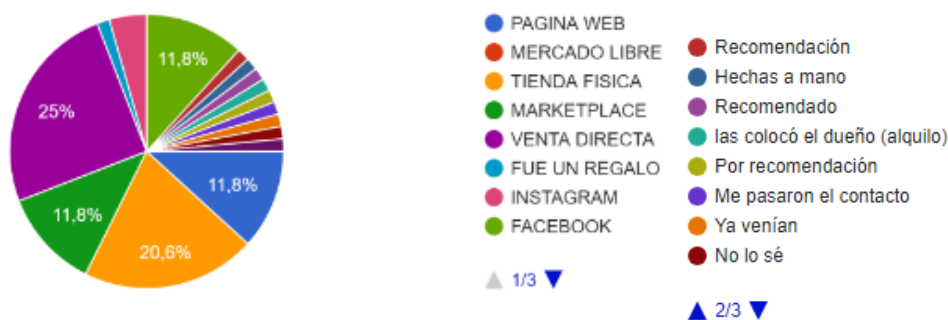 11,8%
25%
11,8%
11,8%
20,6%
PAGINA WEB
MERCADO LIBRE
TIENDA FISICA
MARKETPLACE
VENTA DIRECTA
FUE UN REGALO
INSTAGRAM
FACEBOOK
1/3
Recomendación
Hechas a mano
Recomendado
las colocó el dueño (alquilo)
Por recomendación
Me pasaron el contacto
Ya venían
No lo sé
2/3